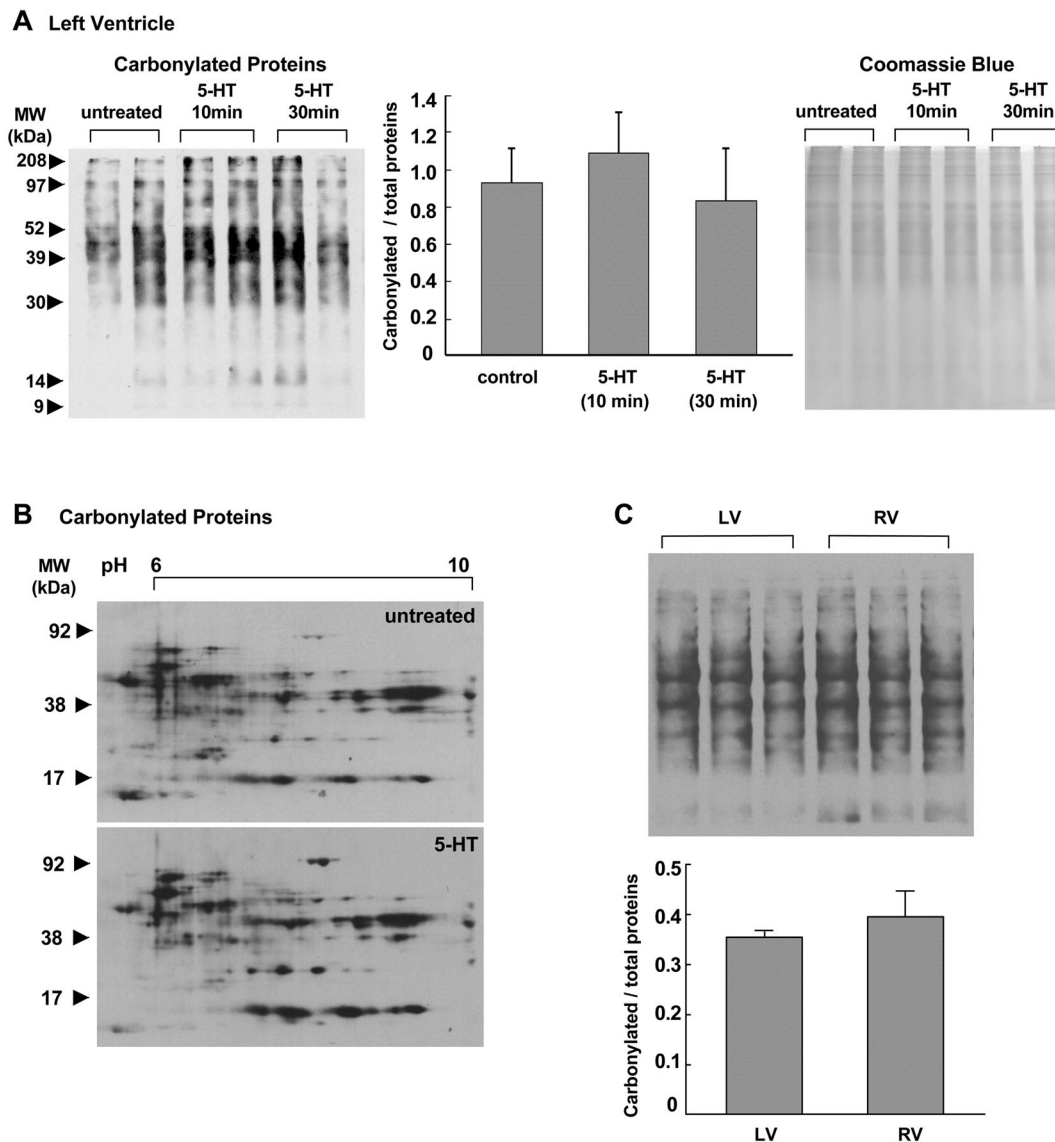 A Left Ventricle
Carbonylated Proteins
MW
(kDa)
untreated
5-HT
10min
5-HT
30min
208
97
52
39
30
14
9
Carbonylated / total proteins
1.4
1.2
1.0
0.8
0.6
0.4
0.2
0
control
5-HT
(10 min)
5-HT
(30 min)
Coomassie Blue
untreated
5-HT
10min
5-HT
30min
B Carbonylated Proteins
MW
(kDa)
pH 6 10
untreated
92
38
17
5-HT
92
38
17
C
LV RV
Carbonylated / total proteins
0.5
0.4
0.3
0.2
0.1
0
LV RV